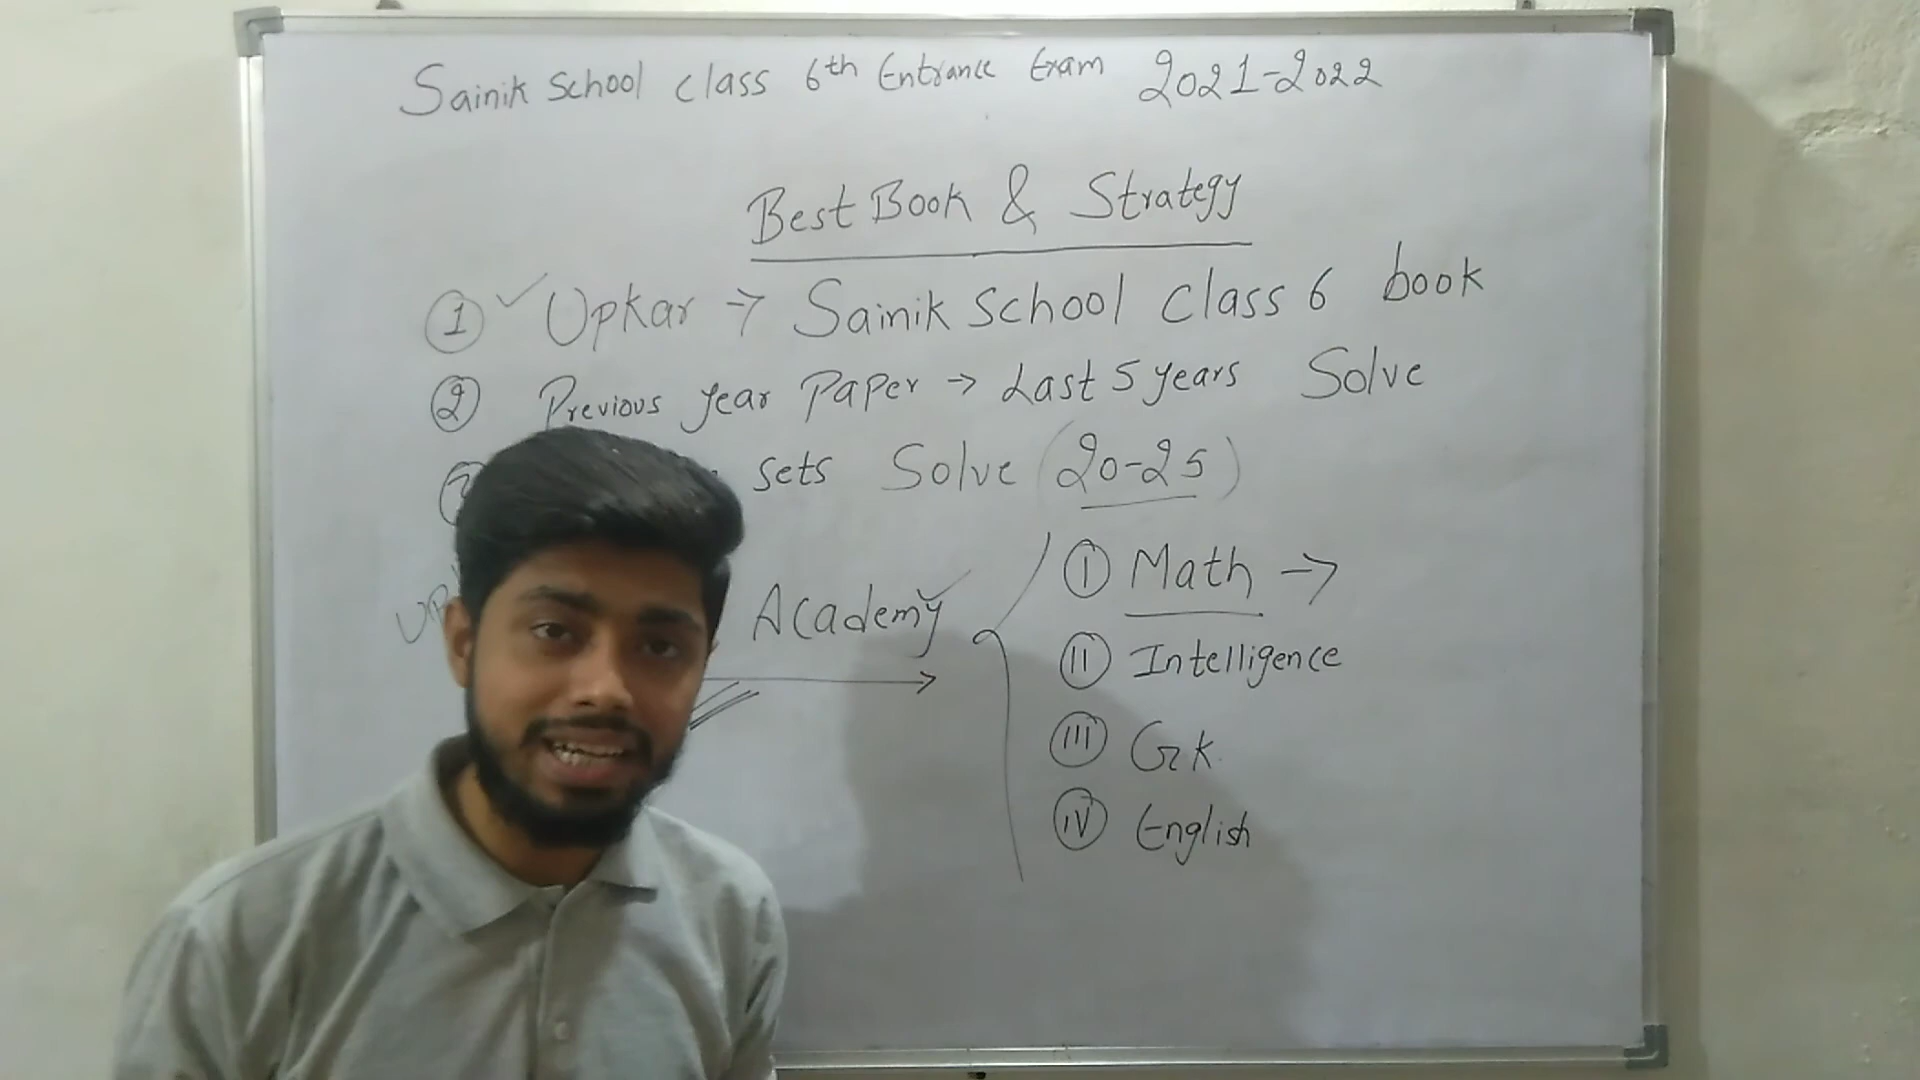 Sainik School class 6th Entrance Exam 2021-2022
Best Book & Strategy
① ✓ Upkar → Sainik School Class 6 book
② Previous year Paper → Last 5 years Solve
sets Solve (20-25)
Academy
I Math →
II Intelligence
III Gk.
IV English